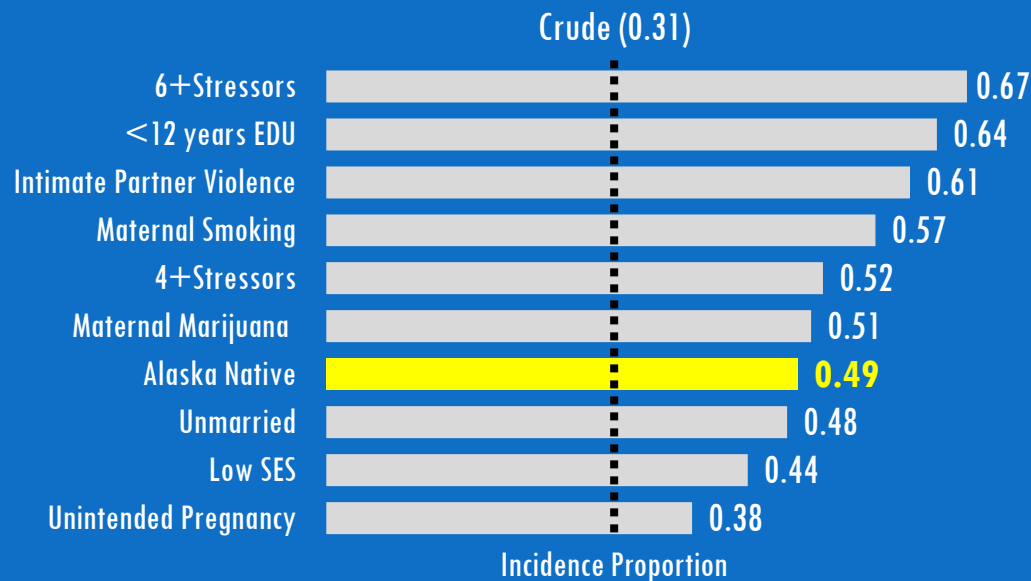 Crude (0.31)
6+Stressors 0.67
<12 years EDU 0.64
Intimate Partner Violence 0.61
Maternal Smoking 0.57
4+Stressors 0.52
Maternal Marijuana 0.51
Alaska Native 0.49
Unmarried 0.48
Low SES 0.44
Unintended Pregnancy 0.38
Incidence Proportion